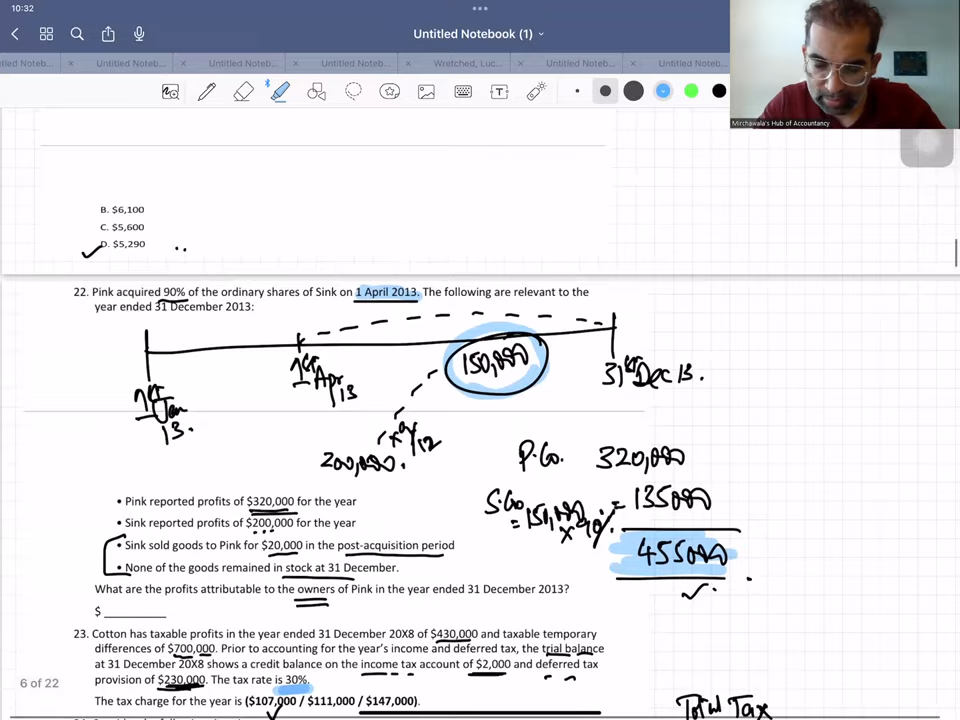 10:32
Untitled Notebook (1)
Untitled Noteb...
Untitled Noteb...
Untitled Noteb...
Untitled Noteb...
Wretched, Luc...
Untitled Noteb...
Untitled Noteb...
Mirchawala's Hub of Accountancy
B. $6,100
C. $5,600
D. $5,290
22. Pink acquired 90% of the ordinary shares of Sink on 1 April 2013. The following are relevant to the
year ended 31 December 2013:
150,000
1st Apr 13
31st Dec 13.
1st Jan 13.
200,000. x 9/12
P.Co. 320,000
S.Co = 150,000 x 90% = 135000
455000
• Pink reported profits of $320,000 for the year
• Sink reported profits of $200,000 for the year
• Sink sold goods to Pink for $20,000 in the post-acquisition period
• None of the goods remained in stock at 31 December.
What are the profits attributable to the owners of Pink in the year ended 31 December 2013?
$ ________
23. Cotton has taxable profits in the year ended 31 December 20X8 of $430,000 and taxable temporary
differences of $700,000. Prior to accounting for the year's income and deferred tax, the trial balance
at 31 December 20X8 shows a credit balance on the income tax account of $2,000 and deferred tax
provision of $230,000. The tax rate is 30%.
6 of 22
The tax charge for the year is ($107,000 / $111,000 / $147,000).
Total Tax